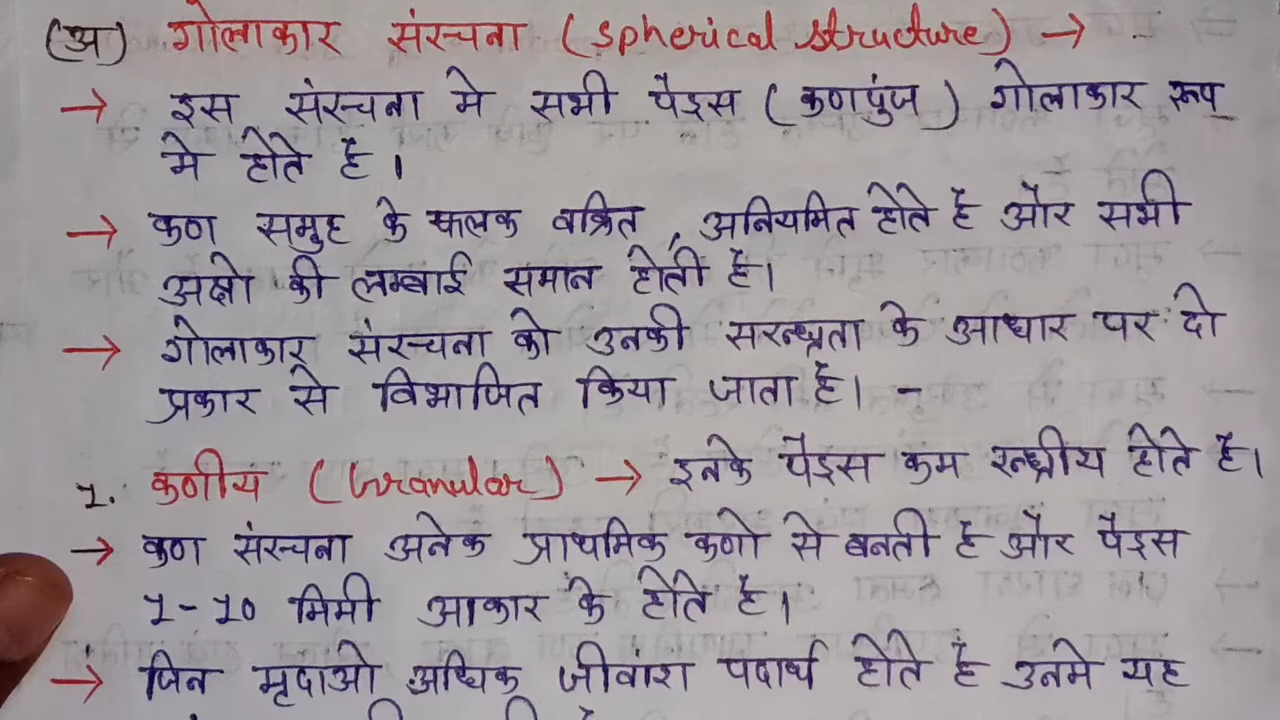 (अ) गोलाकार संरचना (spherical structure) →
→ इस संरचना मे सभी पैड्स (कणपुंज) गोलाकार रूप
मे होते है।
→ कण समुह के फलक वक्रित, अनियमित होते है और सभी
अक्षो की लम्बाई समान होती है।
→ गोलाकार संरचना को उनकी सरन्ध्रता के आधार पर दो
प्रकार से विभाजित किया जाता है। -
1. कणीय (Granular) → इनके पैड्स कम रन्ध्रीय होते है।
→ कण संरचना अनेक प्राथमिक कणो से बनती है और पैड्स
1-10 मिमी आकार के होते है।
→ जिन मृदाओ अधिक जीवांश पदार्थ होते है उनमे यह